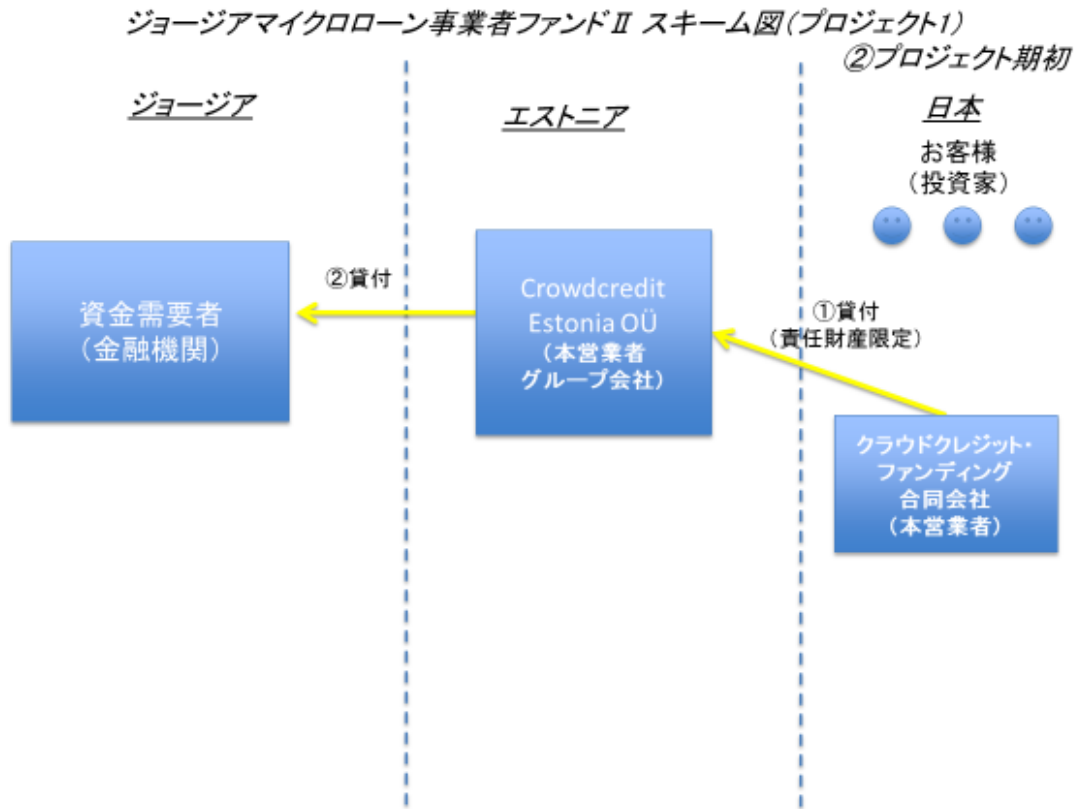 ジョージアマイクロローン事業者ファンドⅡ スキーム図(プロジェクト1)
②プロジェクト期初
ジョージア
エストニア
日本
お客様
(投資家)
資金需要者
(金融機関)
②貸付
Crowdcredit
Estonia OÜ
(本営業者
グループ会社)
①貸付
(責任財産限定)
クラウドクレジット・
ファンディング
合同会社
(本営業者)